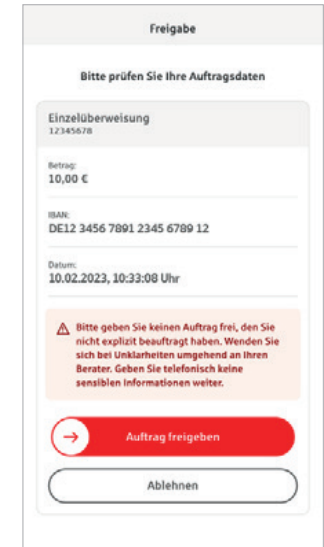 Freigabe
Bitte prüfen Sie Ihre Auftragsdaten
Einzelüberweisung
12345678
Betrag:
10,00 €
IBAN:
DE12 3456 7891 2345 6789 12
Datum:
10.02.2023, 10:33:08 Uhr
Bitte geben Sie keinen Auftrag frei, den Sie
nicht explizit beauftragt haben. Wenden Sie
sich bei Unklarheiten umgehend an Ihren
Berater. Geben Sie telefonisch keine
sensiblen Informationen weiter.
Auftrag freigeben
Ablehnen